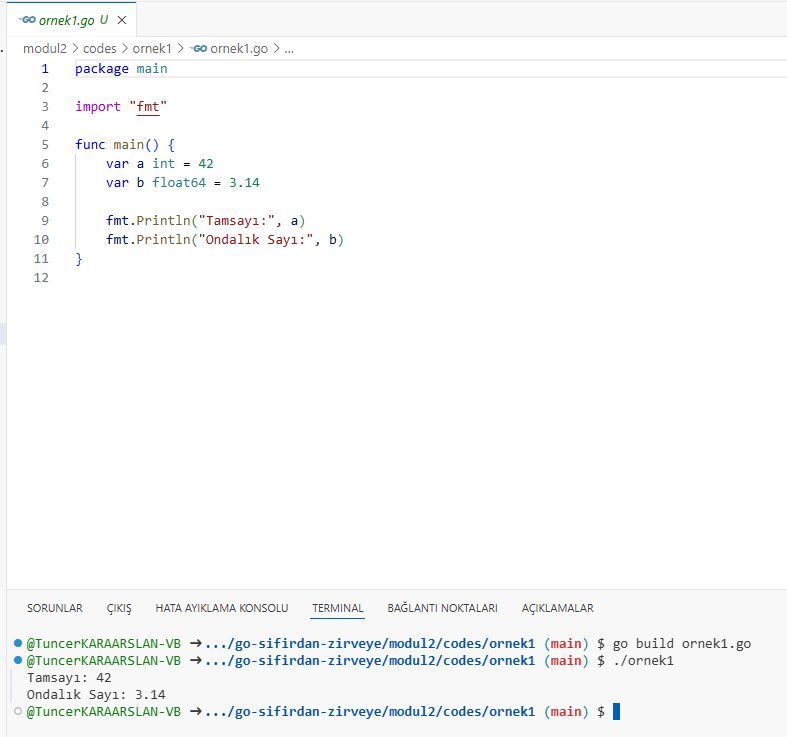 GO ornek1.go U ×
modul2 > codes > ornek1 > GO ornek1.go > ...
1 package main
2
3 import "fmt"
4
5 func main() {
6     var a int = 42
7     var b float64 = 3.14
8
9     fmt.Println("Tamsayı:", a)
10     fmt.Println("Ondalık Sayı:", b)
11 }
12
SORUNLAR ÇIKIŞ HATA AYIKLAMA KONSOLU TERMINAL BAĞLANTI NOKTALARI AÇIKLAMALAR
@TuncerKARAARSLAN-VB ➜.../go-sifirdan-zirveye/modul2/codes/ornek1 (main) $ go build ornek1.go
@TuncerKARAARSLAN-VB ➜.../go-sifirdan-zirveye/modul2/codes/ornek1 (main) $ ./ornek1
Tamsayı: 42
Ondalık Sayı: 3.14
@TuncerKARAARSLAN-VB ➜.../go-sifirdan-zirveye/modul2/codes/ornek1 (main) $